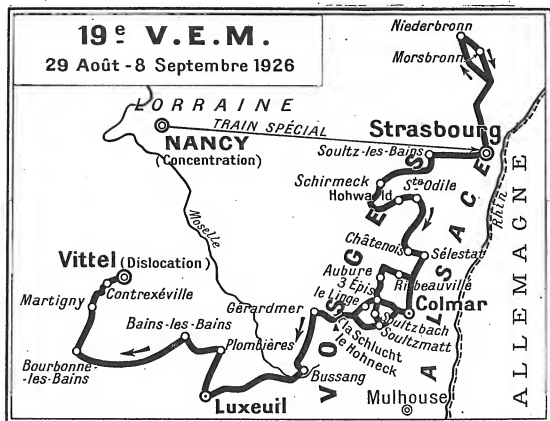 19e V.E.M.
29 Août - 8 Septembre 1926
Niederbronn
Morsbronn
LORRAINE
TRAIN SPÉCIAL
NANCY
(Concentration)
Strasbourg
Soultz-les-Bains
Schirmeck
Hohwald
Ste Odile
Rhin
Moselle
VOSGES
ALSACE
ALLEMAGNE
Châtenois
Sélestat
Vittel (Dislocation)
Contrexéville
Martigny
Aubure
Ribeauvillé
3 Épis
le Linge
Colmar
Gérardmer
Soultzbach
Soultzmatt
la Schlucht
le Hohneck
Bains-les-Bains
Plombières
Bourbonne
-les-Bains
Bussang
Luxeuil
Mulhouse